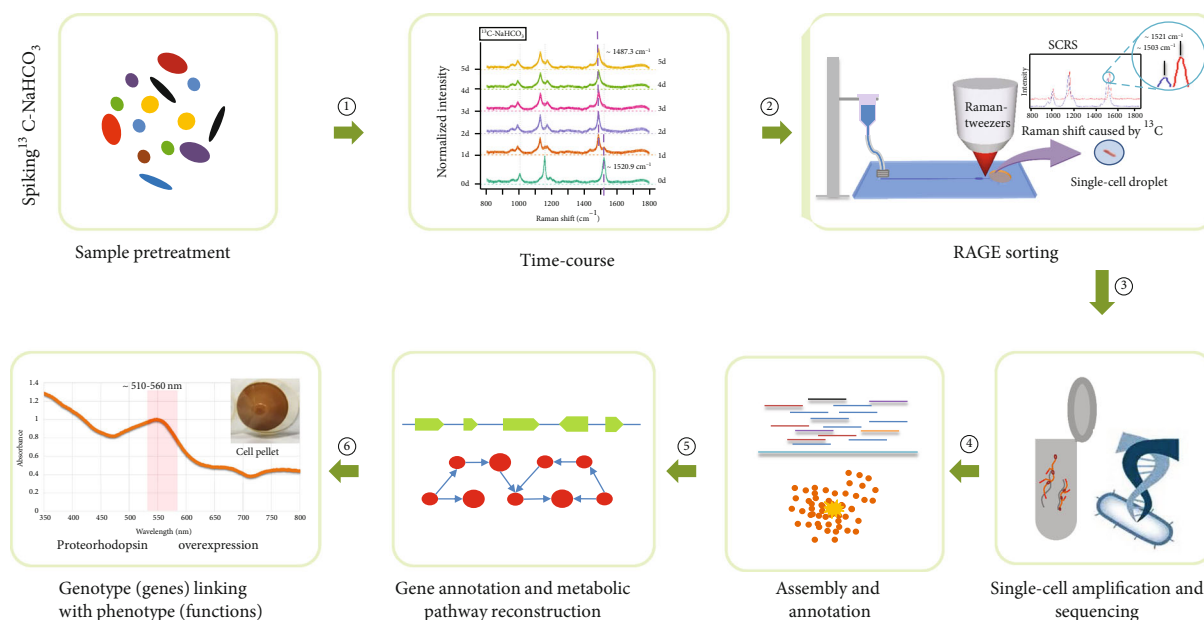 Spiking ¹³ C-NaHCO₃
Sample pretreatment
①
¹³C-NaHCO₃
~ 1487.3 cm⁻¹
Normalized intensity
5d
4d
3d
2d
1d
0d
5d
4d
3d
2d
1d
0d
~ 1520.9 cm⁻¹
800 1000 1200 1400 1600 1800
Raman shift (cm⁻¹)
Time-course
②
Raman-
tweezers
SCRS
~ 1521 cm⁻¹
~ 1503 cm⁻¹
Intensity
800 1000 1200 1400 1600 1800
Raman shift caused by ¹³C
Single-cell droplet
RAGE sorting
③
Single-cell amplification and
sequencing
④
Assembly and
annotation
⑤
Gene annotation and metabolic
pathway reconstruction
⑥
~ 510-560 nm
Cell pellet
Absorbance
1.4
1.2
1
0.8
0.6
0.4
0.2
0
350 400 450 500 550 600 650 700 750 800
Wavelength (nm)
Proteorhodopsin overexpression
Genotype (genes) linking
with phenotype (functions)